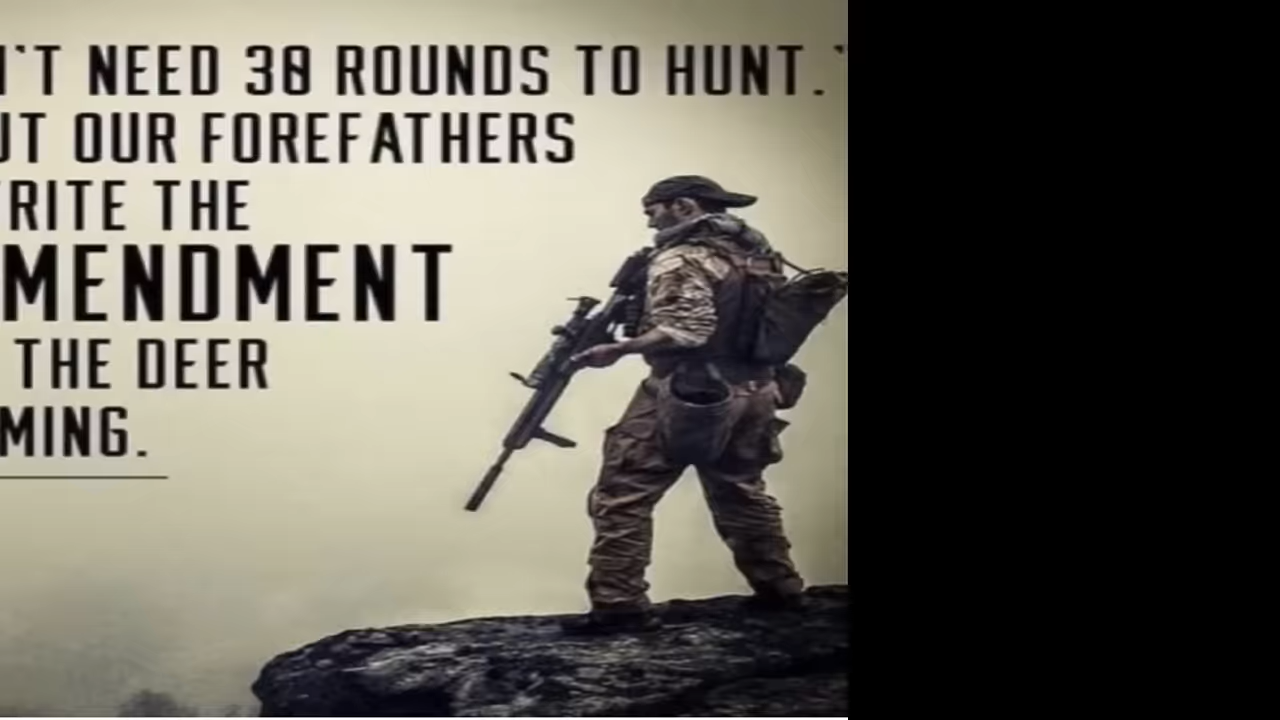 'T NEED 30 ROUNDS TO HUNT."
UT OUR FOREFATHERS
RITE THE
MENDMENT
THE DEER
MING.